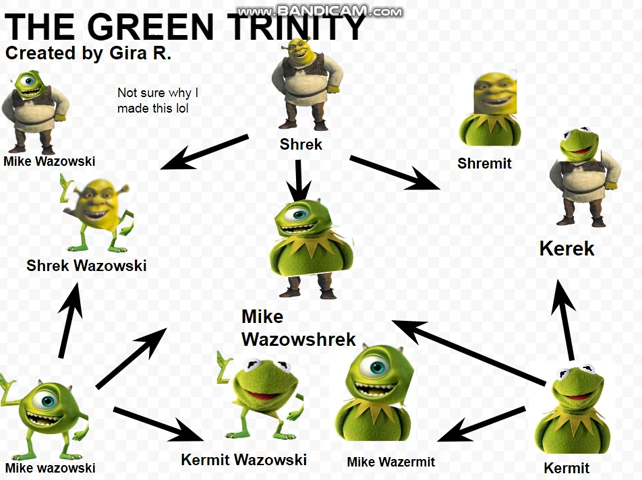 www.BANDICAM.com
THE GREEN TRINITY
Created by Gira R.
Not sure why I
made this lol
Mike Wazowski
Shrek
Shremit
Kerek
Shrek Wazowski
Mike
Wazowshrek
Mike wazowski
Kermit Wazowski
Mike Wazermit
Kermit